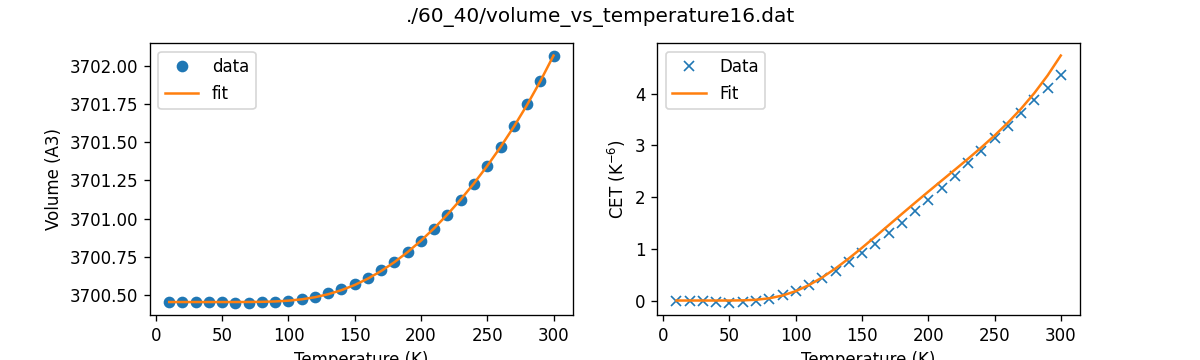 ./60_40/volume_vs_temperature16.dat
Volume (A3)
3702.00
3701.75
3701.50
3701.25
3701.00
3700.75
3700.50
data
fit
0 50 100 150 200 250 300
Temperature (K)
CET (K⁻⁶)
4
3
2
1
0
Data
Fit
0 50 100 150 200 250 300
Temperature (K)